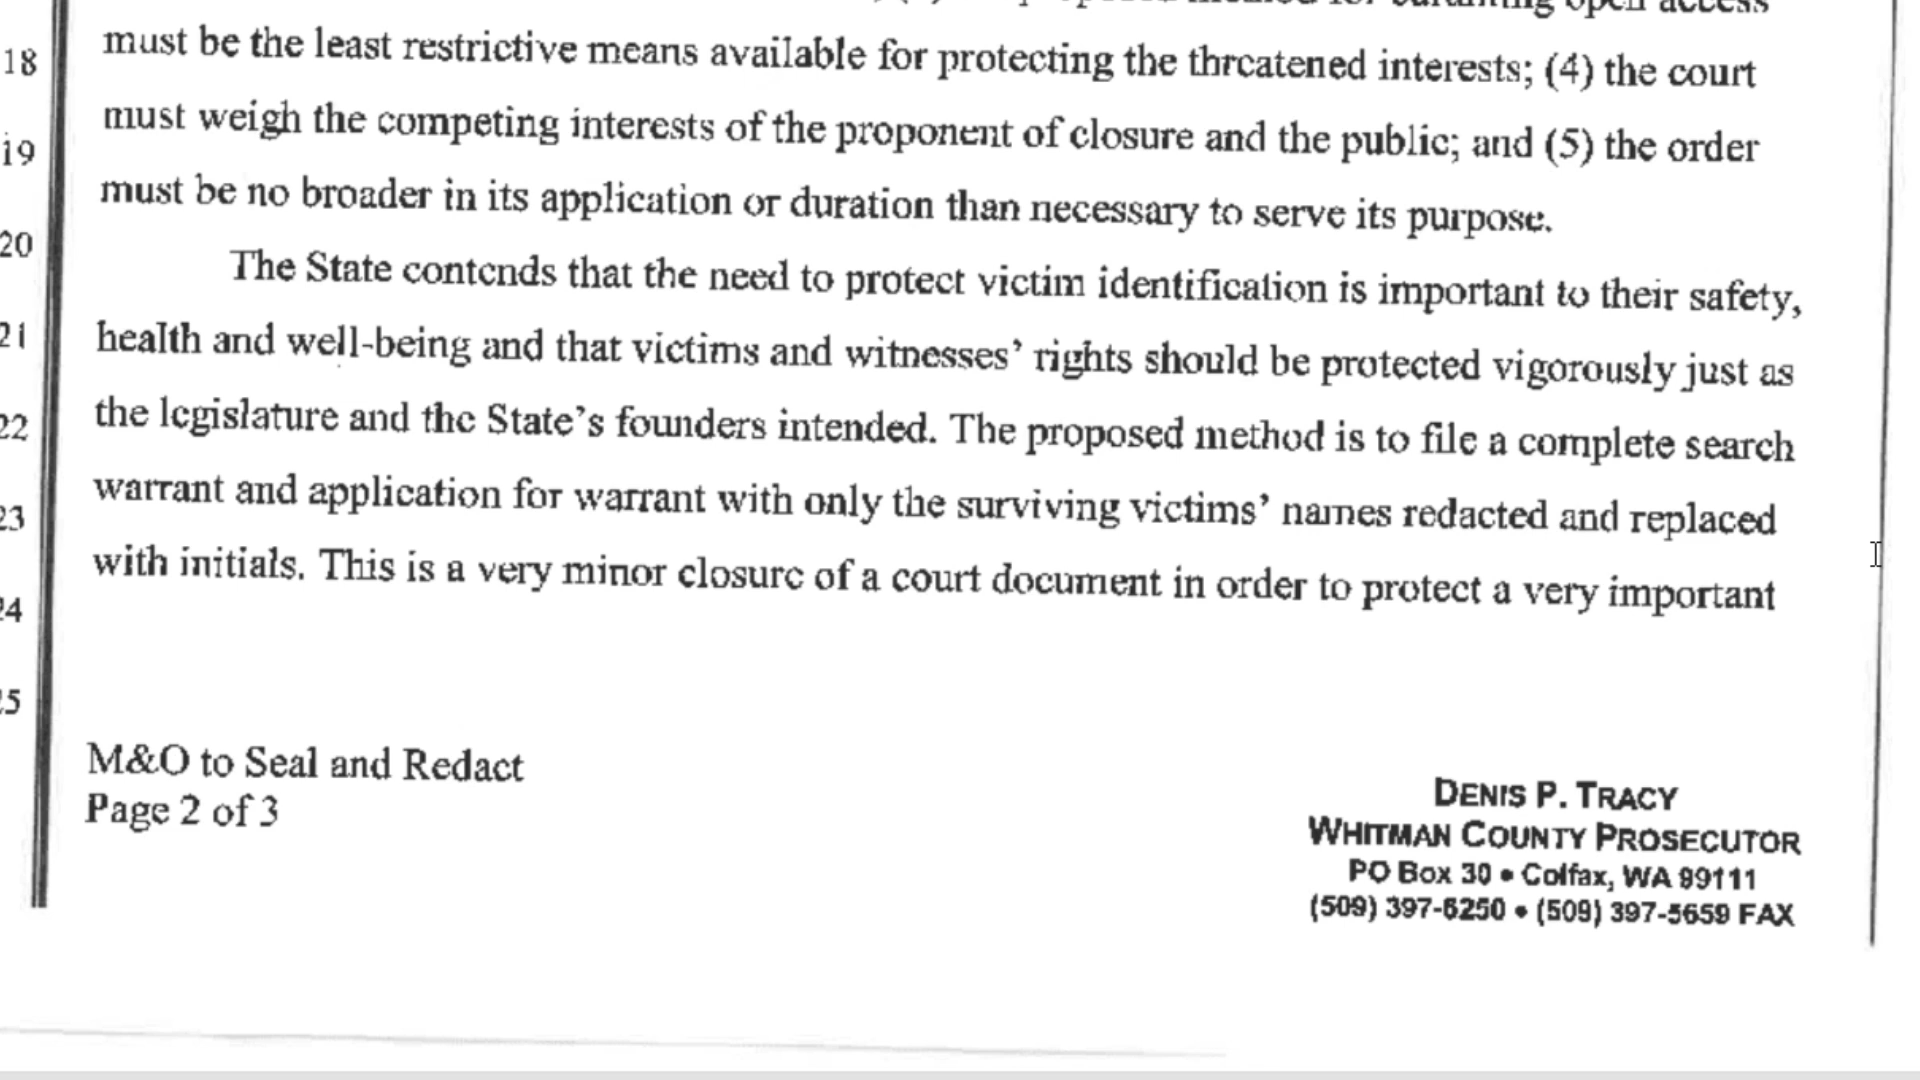 open access
18
must be the least restrictive means available for protecting the threatened interests; (4) the court
must weigh the competing interests of the proponent of closure and the public; and (5) the order
19
must be no broader in its application or duration than necessary to serve its purpose.
20
The State contends that the need to protect victim identification is important to their safety,
21
health and well-being and that victims and witnesses' rights should be protected vigorously just as
22
the legislature and the State's founders intended. The proposed method is to file a complete search
23
warrant and application for warrant with only the surviving victims' names redacted and replaced
with initials. This is a very minor closure of a court document in order to protect a very important
24
25
M&O to Seal and Redact
Page 2 of 3
DENIS P. TRACY
WHITMAN COUNTY PROSECUTOR
PO Box 30 • Colfax, WA 99111
(509) 397-6250 • (509) 397-5659 FAX